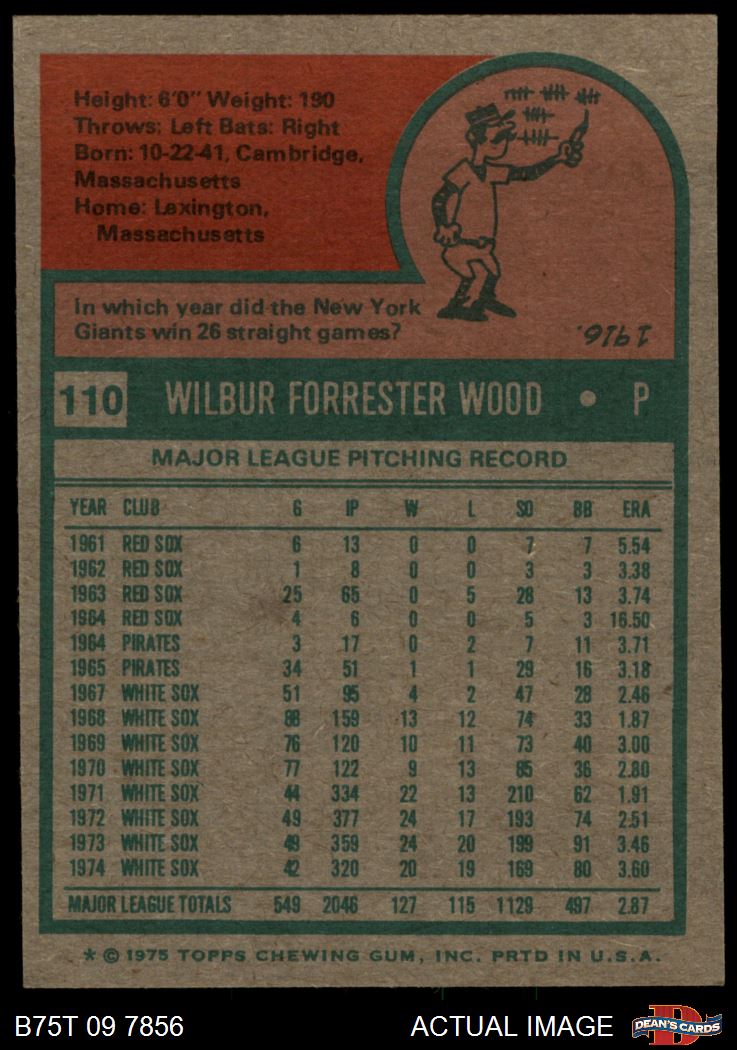 Height: 6'0" Weight: 190
Throws: Left Bats: Right
Born: 10-22-41, Cambridge,
Massachusetts
Home: Lexington,
Massachusetts
In which year did the New York
Giants win 26 straight games?
1916.
110 WILBUR FORRESTER WOOD • P
MAJOR LEAGUE PITCHING RECORD
YEAR CLUB G IP W L SO BB ERA
1961 RED SOX 6 13 0 0 7 7 5.54
1962 RED SOX 1 8 0 0 3 3 3.38
1963 RED SOX 25 65 0 5 28 13 3.74
1964 RED SOX 4 6 0 0 5 3 16.50
1964 PIRATES 3 17 0 2 7 11 3.71
1965 PIRATES 34 51 1 1 29 16 3.18
1967 WHITE SOX 51 95 4 2 47 28 2.46
1968 WHITE SOX 88 159 13 12 74 33 1.87
1969 WHITE SOX 76 120 10 11 73 40 3.00
1970 WHITE SOX 77 122 9 13 85 36 2.80
1971 WHITE SOX 44 334 22 13 210 62 1.91
1972 WHITE SOX 49 377 24 17 193 74 2.51
1973 WHITE SOX 49 359 24 20 199 91 3.46
1974 WHITE SOX 42 320 20 19 169 80 3.60
MAJOR LEAGUE TOTALS 549 2046 127 115 1129 497 2.87
* © 1975 TOPPS CHEWING GUM, INC. PRTD IN U.S.A.
B75T 09 7856 ACTUAL IMAGE DEAN'S CARDS